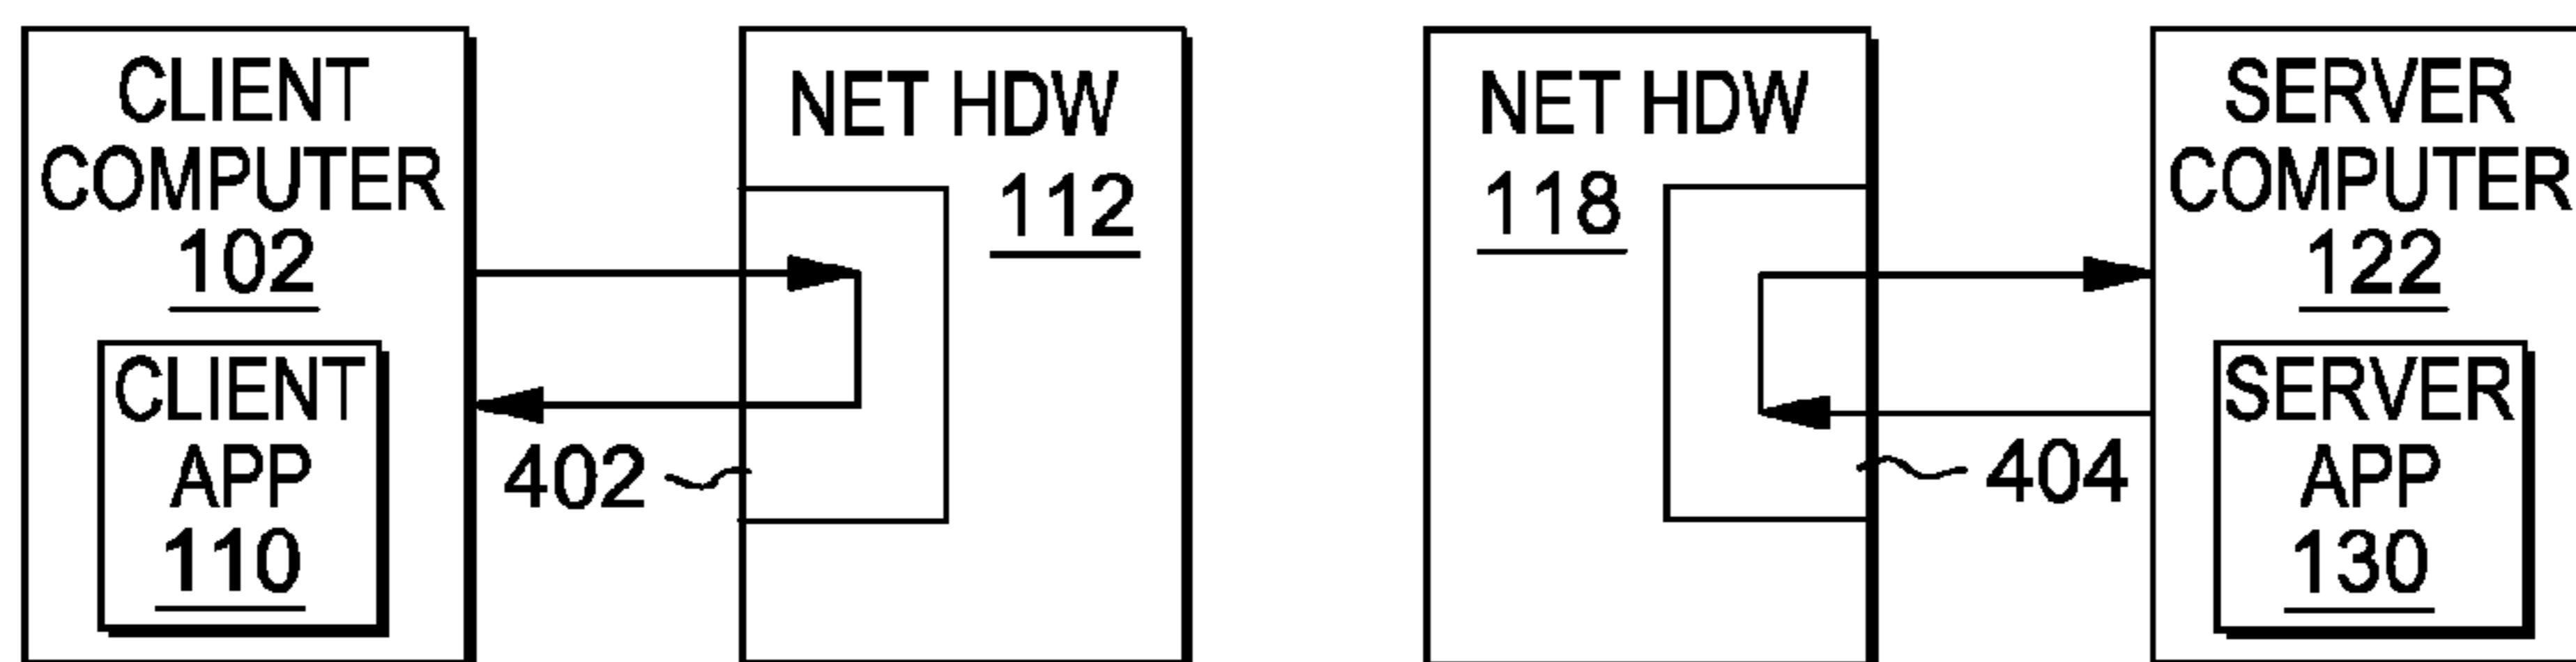 CLIENT
COMPUTER
102
CLIENT
APP
110
402
NET HDW
112
NET HDW
118
404
SERVER
COMPUTER
122
SERVER
APP
130